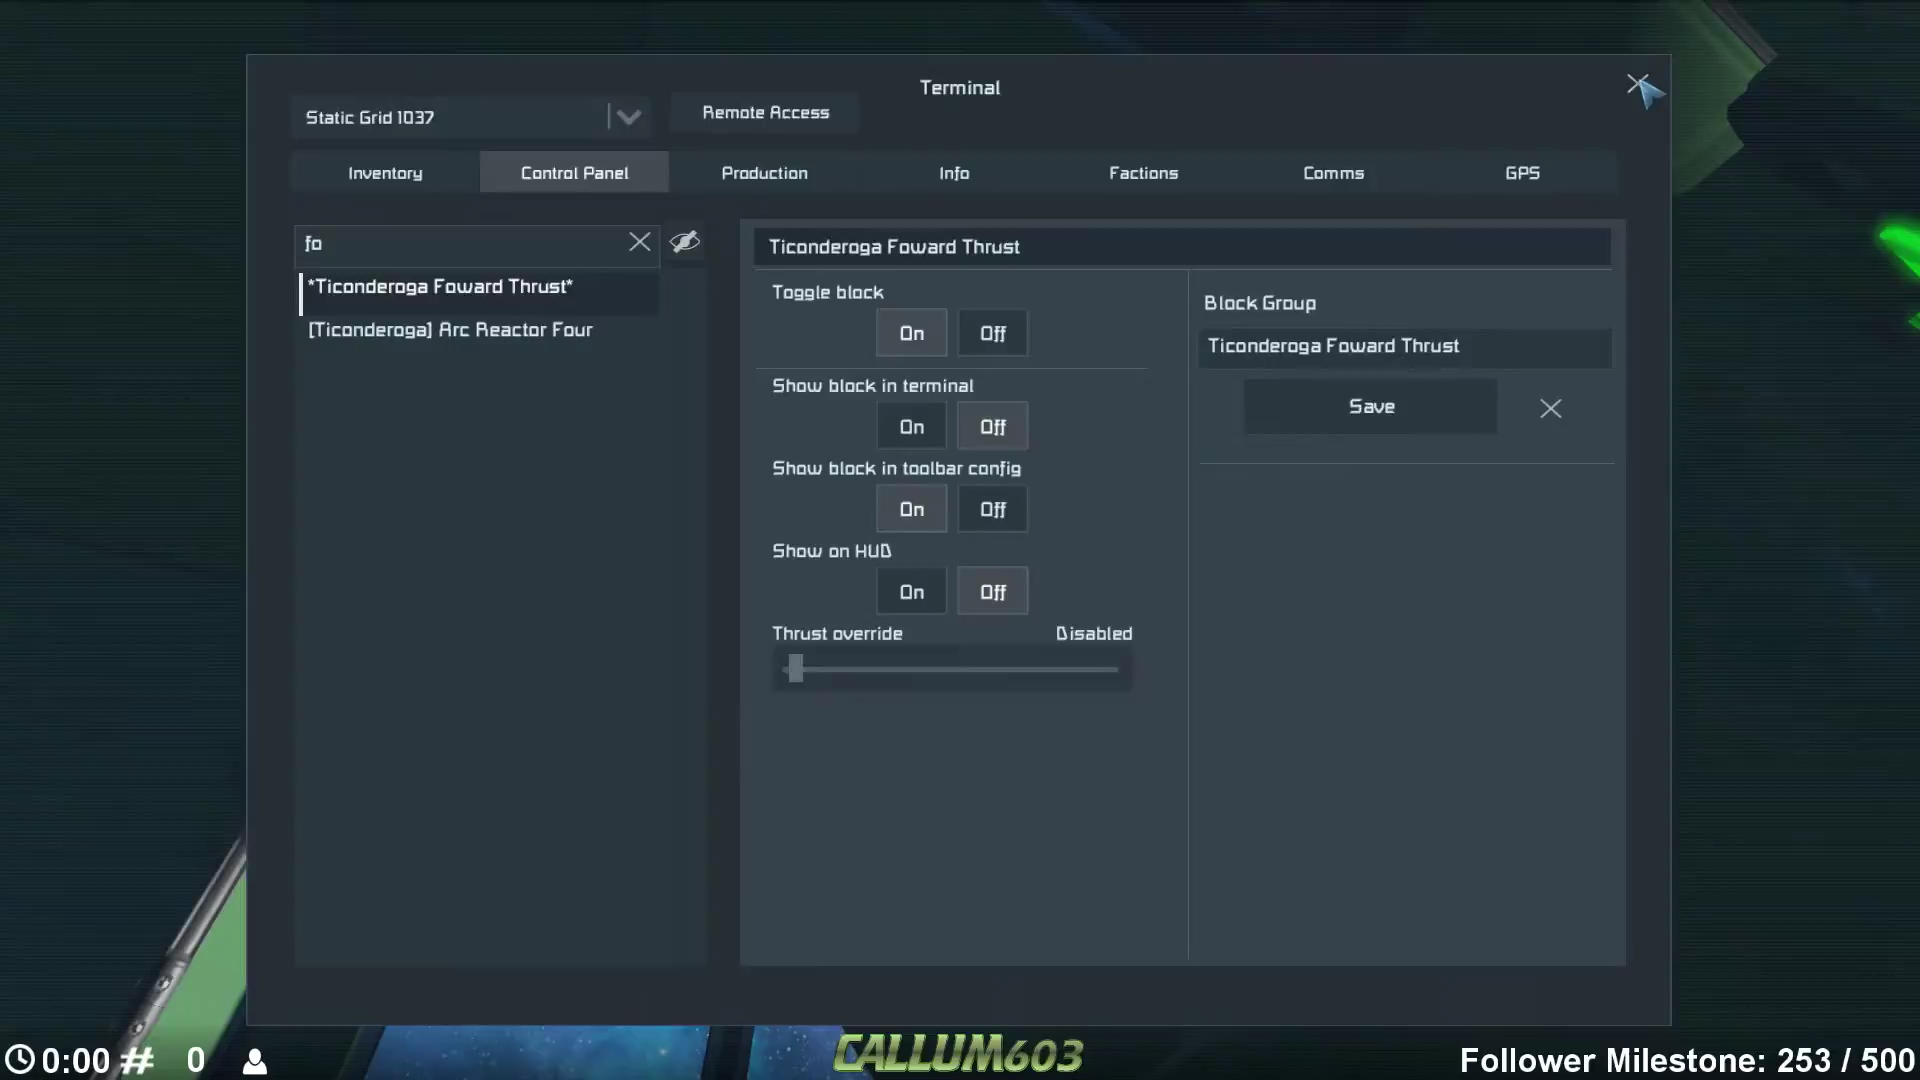 Terminal
Static Grid 1037
Remote Access
Inventory
Control Panel
Production
Info
Factions
Comms
GPS
fo
*Ticonderoga Foward Thrust*
[Ticonderoga] Arc Reactor Four
Ticonderoga Foward Thrust
Toggle block
On Off
Show block in terminal
On Off
Show block in toolbar config
On Off
Show on HUD
On Off
Thrust override Disabled
Block Group
Ticonderoga Foward Thrust
Save
0:00 # 0
CALLUM603
Follower Milestone: 253 / 500